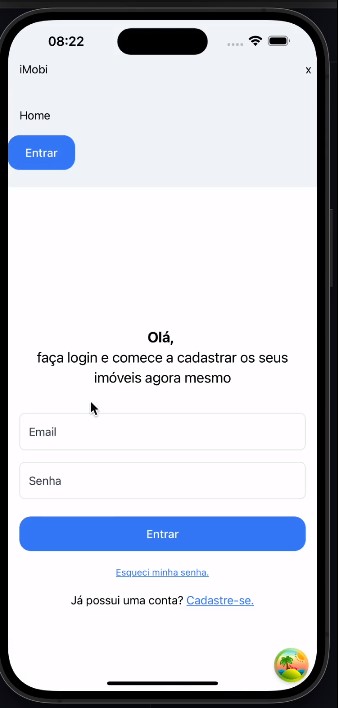 08:22
iMobi x
Home
Entrar
Olá,
faça login e comece a cadastrar os seus
imóveis agora mesmo
Email
Senha
Entrar
Esqueci minha senha.
Já possui uma conta? Cadastre-se.